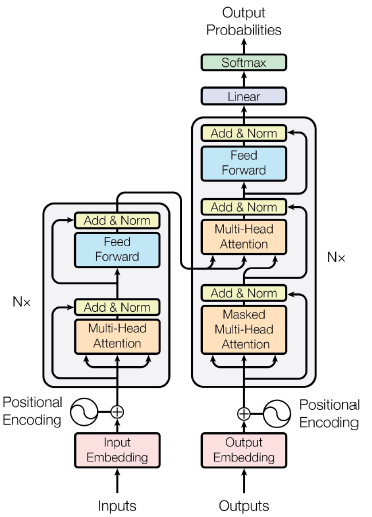 Output
Probabilities
Softmax
Linear
Add & Norm
Feed
Forward
Add & Norm
Multi-Head
Attention
Add & Norm
Masked
Multi-Head
Attention
N×
Add & Norm
Feed
Forward
Add & Norm
Multi-Head
Attention
N×
Positional
Encoding
Positional
Encoding
Input
Embedding
Output
Embedding
Inputs
Outputs